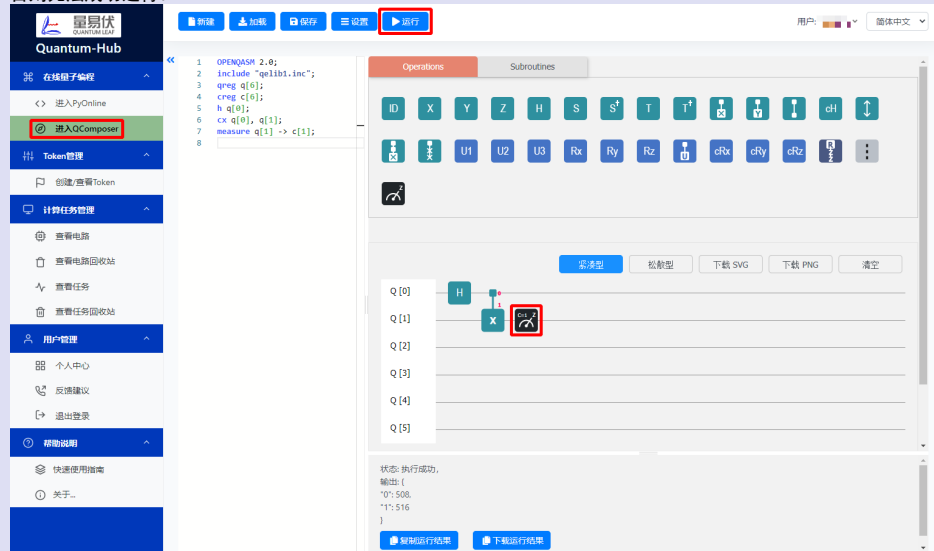 量易伏
QUANTUM LEAF
Quantum-Hub
新建
加载
保存
设置
运行
用户:
简体中文
在线量子编程
进入PyOnline
进入QComposer
Token管理
创建/查看Token
计算任务管理
查看电路
查看电路回收站
查看任务
查看任务回收站
用户管理
个人中心
反馈建议
退出登录
帮助说明
快速使用指南
关于...
1 OPENQASM 2.0;
2 include "qelib1.inc";
3 qreg q[6];
4 creg c[6];
5 h q[0];
6 cx q[0], q[1];
7 measure q[1] -> c[1];
8
Operations Subroutines
ID X Y Z H S S† T T† X Y Z cH
X X X U1 U2 U3 Rx Ry Rz U cRx cRy cRz R Z Z
Z
紧凑型 松散型 下载 SVG 下载 PNG 清空
Q [0] H 0
1
Q [1] X C=1 Z
Q [2]
Q [3]
Q [4]
Q [5]
状态: 执行成功,
输出: {
"0": 508,
"1": 516
}
复制运行结果 下载运行结果